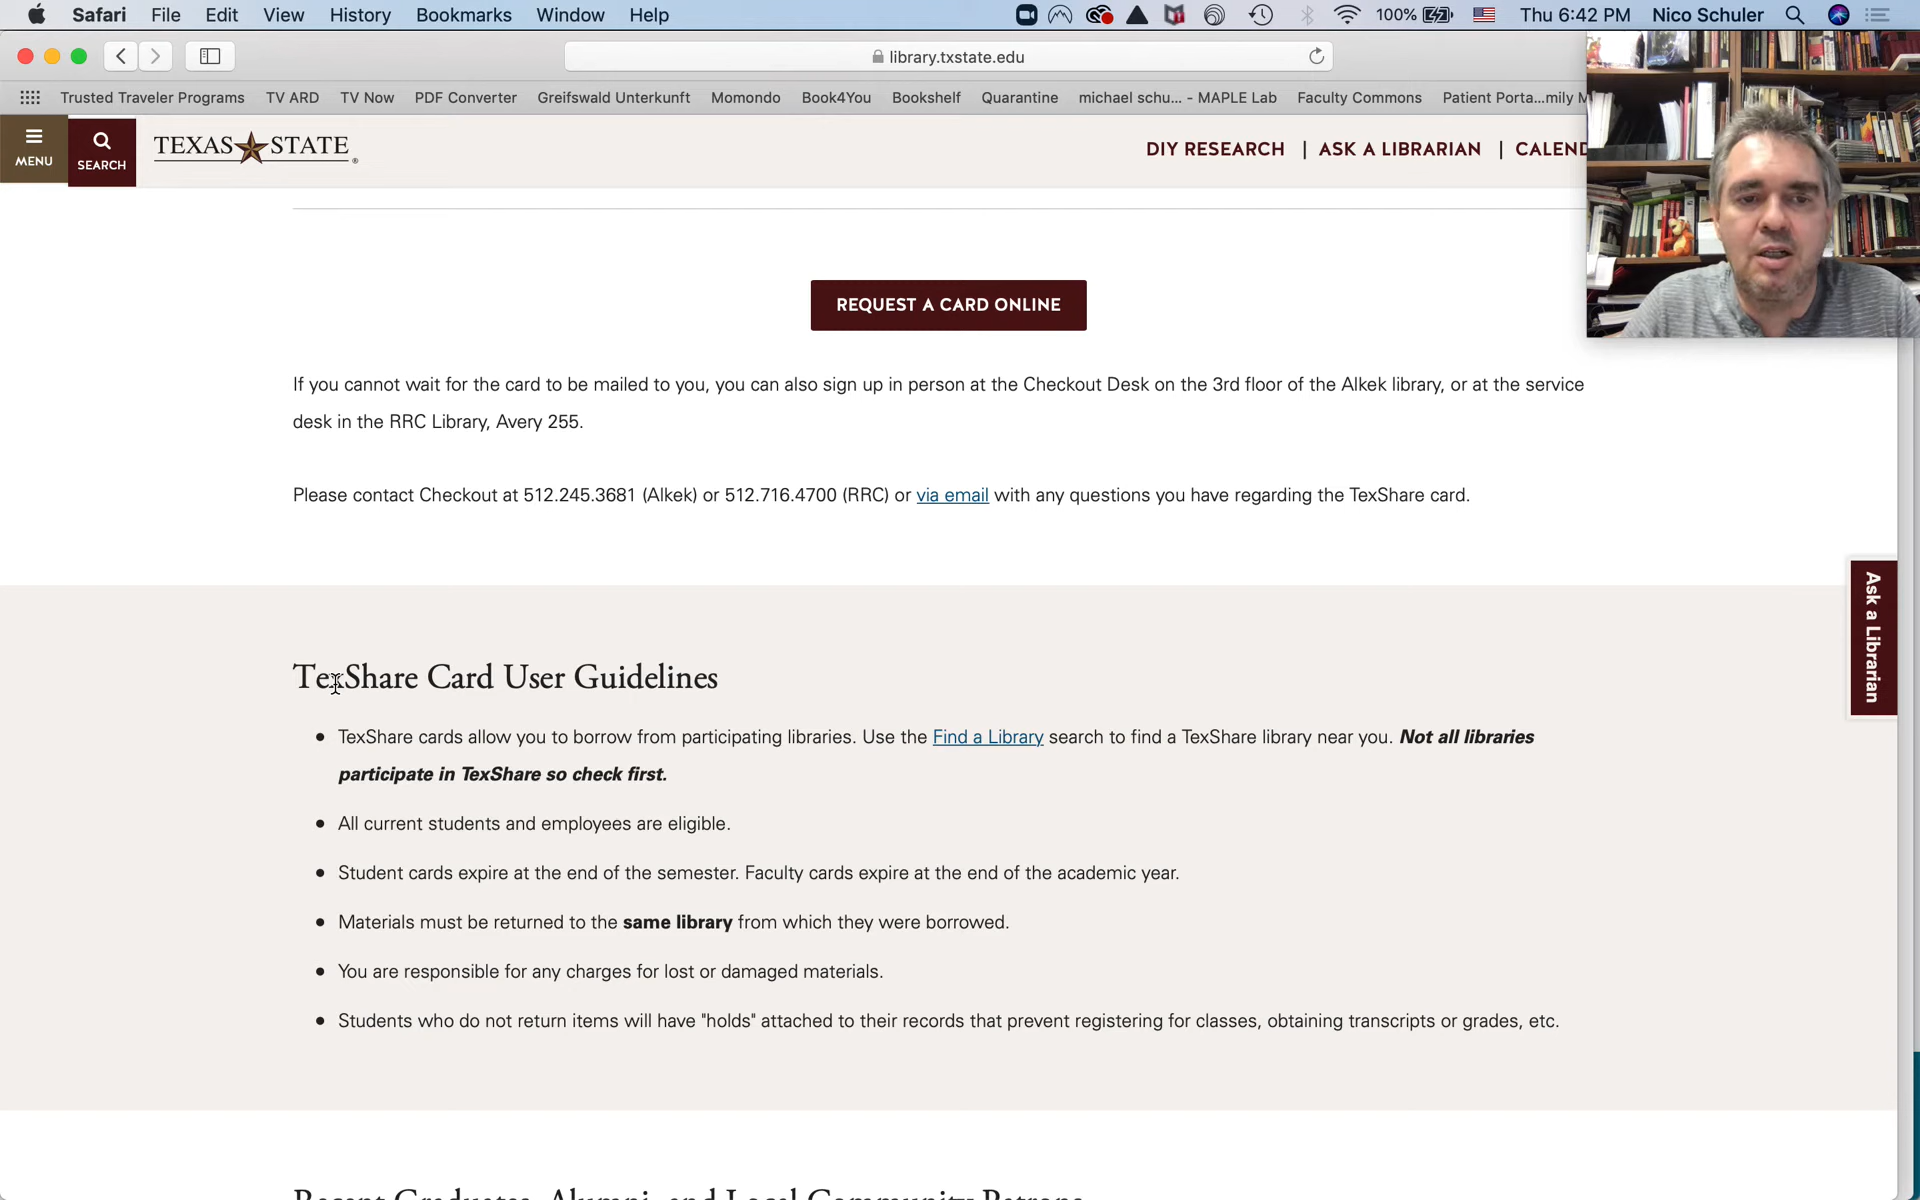 Safari File Edit View History Bookmarks Window Help 100% Thu 6:42 PM Nico Schuler
library.txstate.edu
Trusted Traveler Programs TV ARD TV Now PDF Converter Greifswald Unterkunft Momondo Book4You Bookshelf Quarantine michael schu... - MAPLE Lab Faculty Commons Patient Porta...mily M
MENU SEARCH TEXAS STATE ® DIY RESEARCH | ASK A LIBRARIAN | CALEND
REQUEST A CARD ONLINE
If you cannot wait for the card to be mailed to you, you can also sign up in person at the Checkout Desk on the 3rd floor of the Alkek library, or at the service
desk in the RRC Library, Avery 255.
Please contact Checkout at 512.245.3681 (Alkek) or 512.716.4700 (RRC) or via email with any questions you have regarding the TexShare card.
Ask a Librarian
TexShare Card User Guidelines
• TexShare cards allow you to borrow from participating libraries. Use the Find a Library search to find a TexShare library near you. Not all libraries
participate in TexShare so check first.
• All current students and employees are eligible.
• Student cards expire at the end of the semester. Faculty cards expire at the end of the academic year.
• Materials must be returned to the same library from which they were borrowed.
• You are responsible for any charges for lost or damaged materials.
• Students who do not return items will have "holds" attached to their records that prevent registering for classes, obtaining transcripts or grades, etc.
Recent Graduates, Alumni, and Local Community Patrons